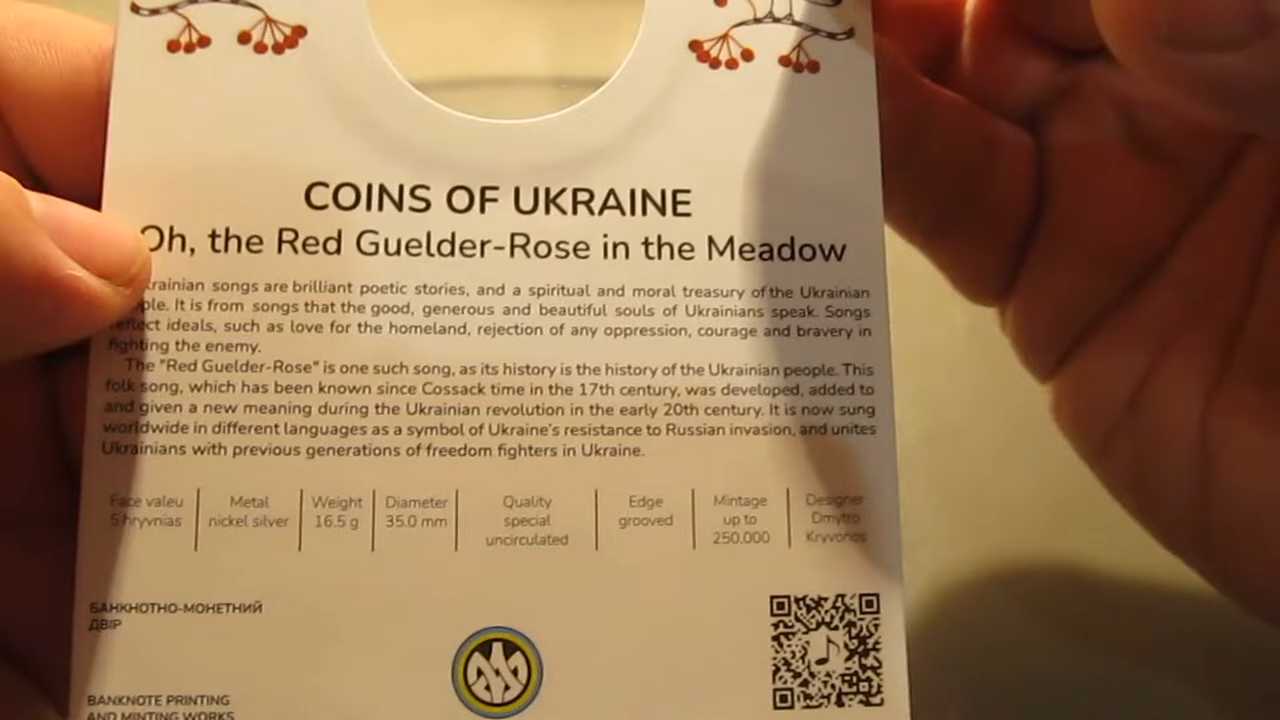 COINS OF UKRAINE
Oh, the Red Guelder-Rose in the Meadow
krainian songs are brilliant poetic stories, and a spiritual and moral treasury of the Ukrainian
ple. It is from songs that the good, generous and beautiful souls of Ukrainians speak. Songs
reflect ideals, such as love for the homeland, rejection of any oppression, courage and bravery in
fighting the enemy.
The "Red Guelder-Rose" is one such song, as its history is the history of the Ukrainian people. This
folk song, which has been known since Cossack time in the 17th century, was developed, added to
and given a new meaning during the Ukrainian revolution in the early 20th century. It is now sung
worldwide in different languages as a symbol of Ukraine's resistance to Russian invasion, and unites
Ukrainians with previous generations of freedom fighters in Ukraine.
Face valeu
5 hryvnias
Metal
nickel silver
Weight
16.5 g
Diameter
35.0 mm
Quality
special
uncirculated
Edge
grooved
Mintage
up to
250.000
Designer
Dmytro
Kryvonos
БАНКНОТНО-МОНЕТНИЙ
ДВІР
BANKNOTE PRINTING
AND MINTING WORKS